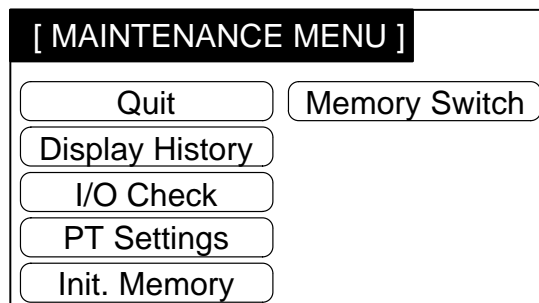 [ MAINTENANCE MENU ]
Quit Memory Switch
Display History
I/O Check
PT Settings
Init. Memory